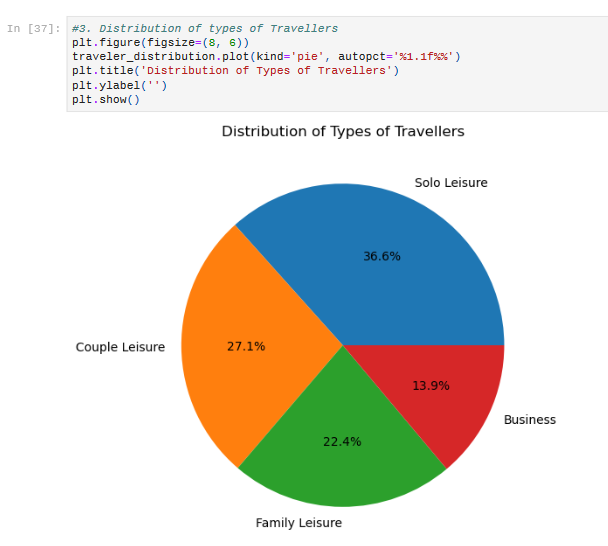 In [37]: #3. Distribution of types of Travellers
plt.figure(figsize=(8, 6))
traveler_distribution.plot(kind='pie', autopct='%1.1f%%')
plt.title('Distribution of Types of Travellers')
plt.ylabel('')
plt.show()
Distribution of Types of Travellers
Solo Leisure
36.6%
Couple Leisure
27.1%
13.9%
Business
22.4%
Family Leisure